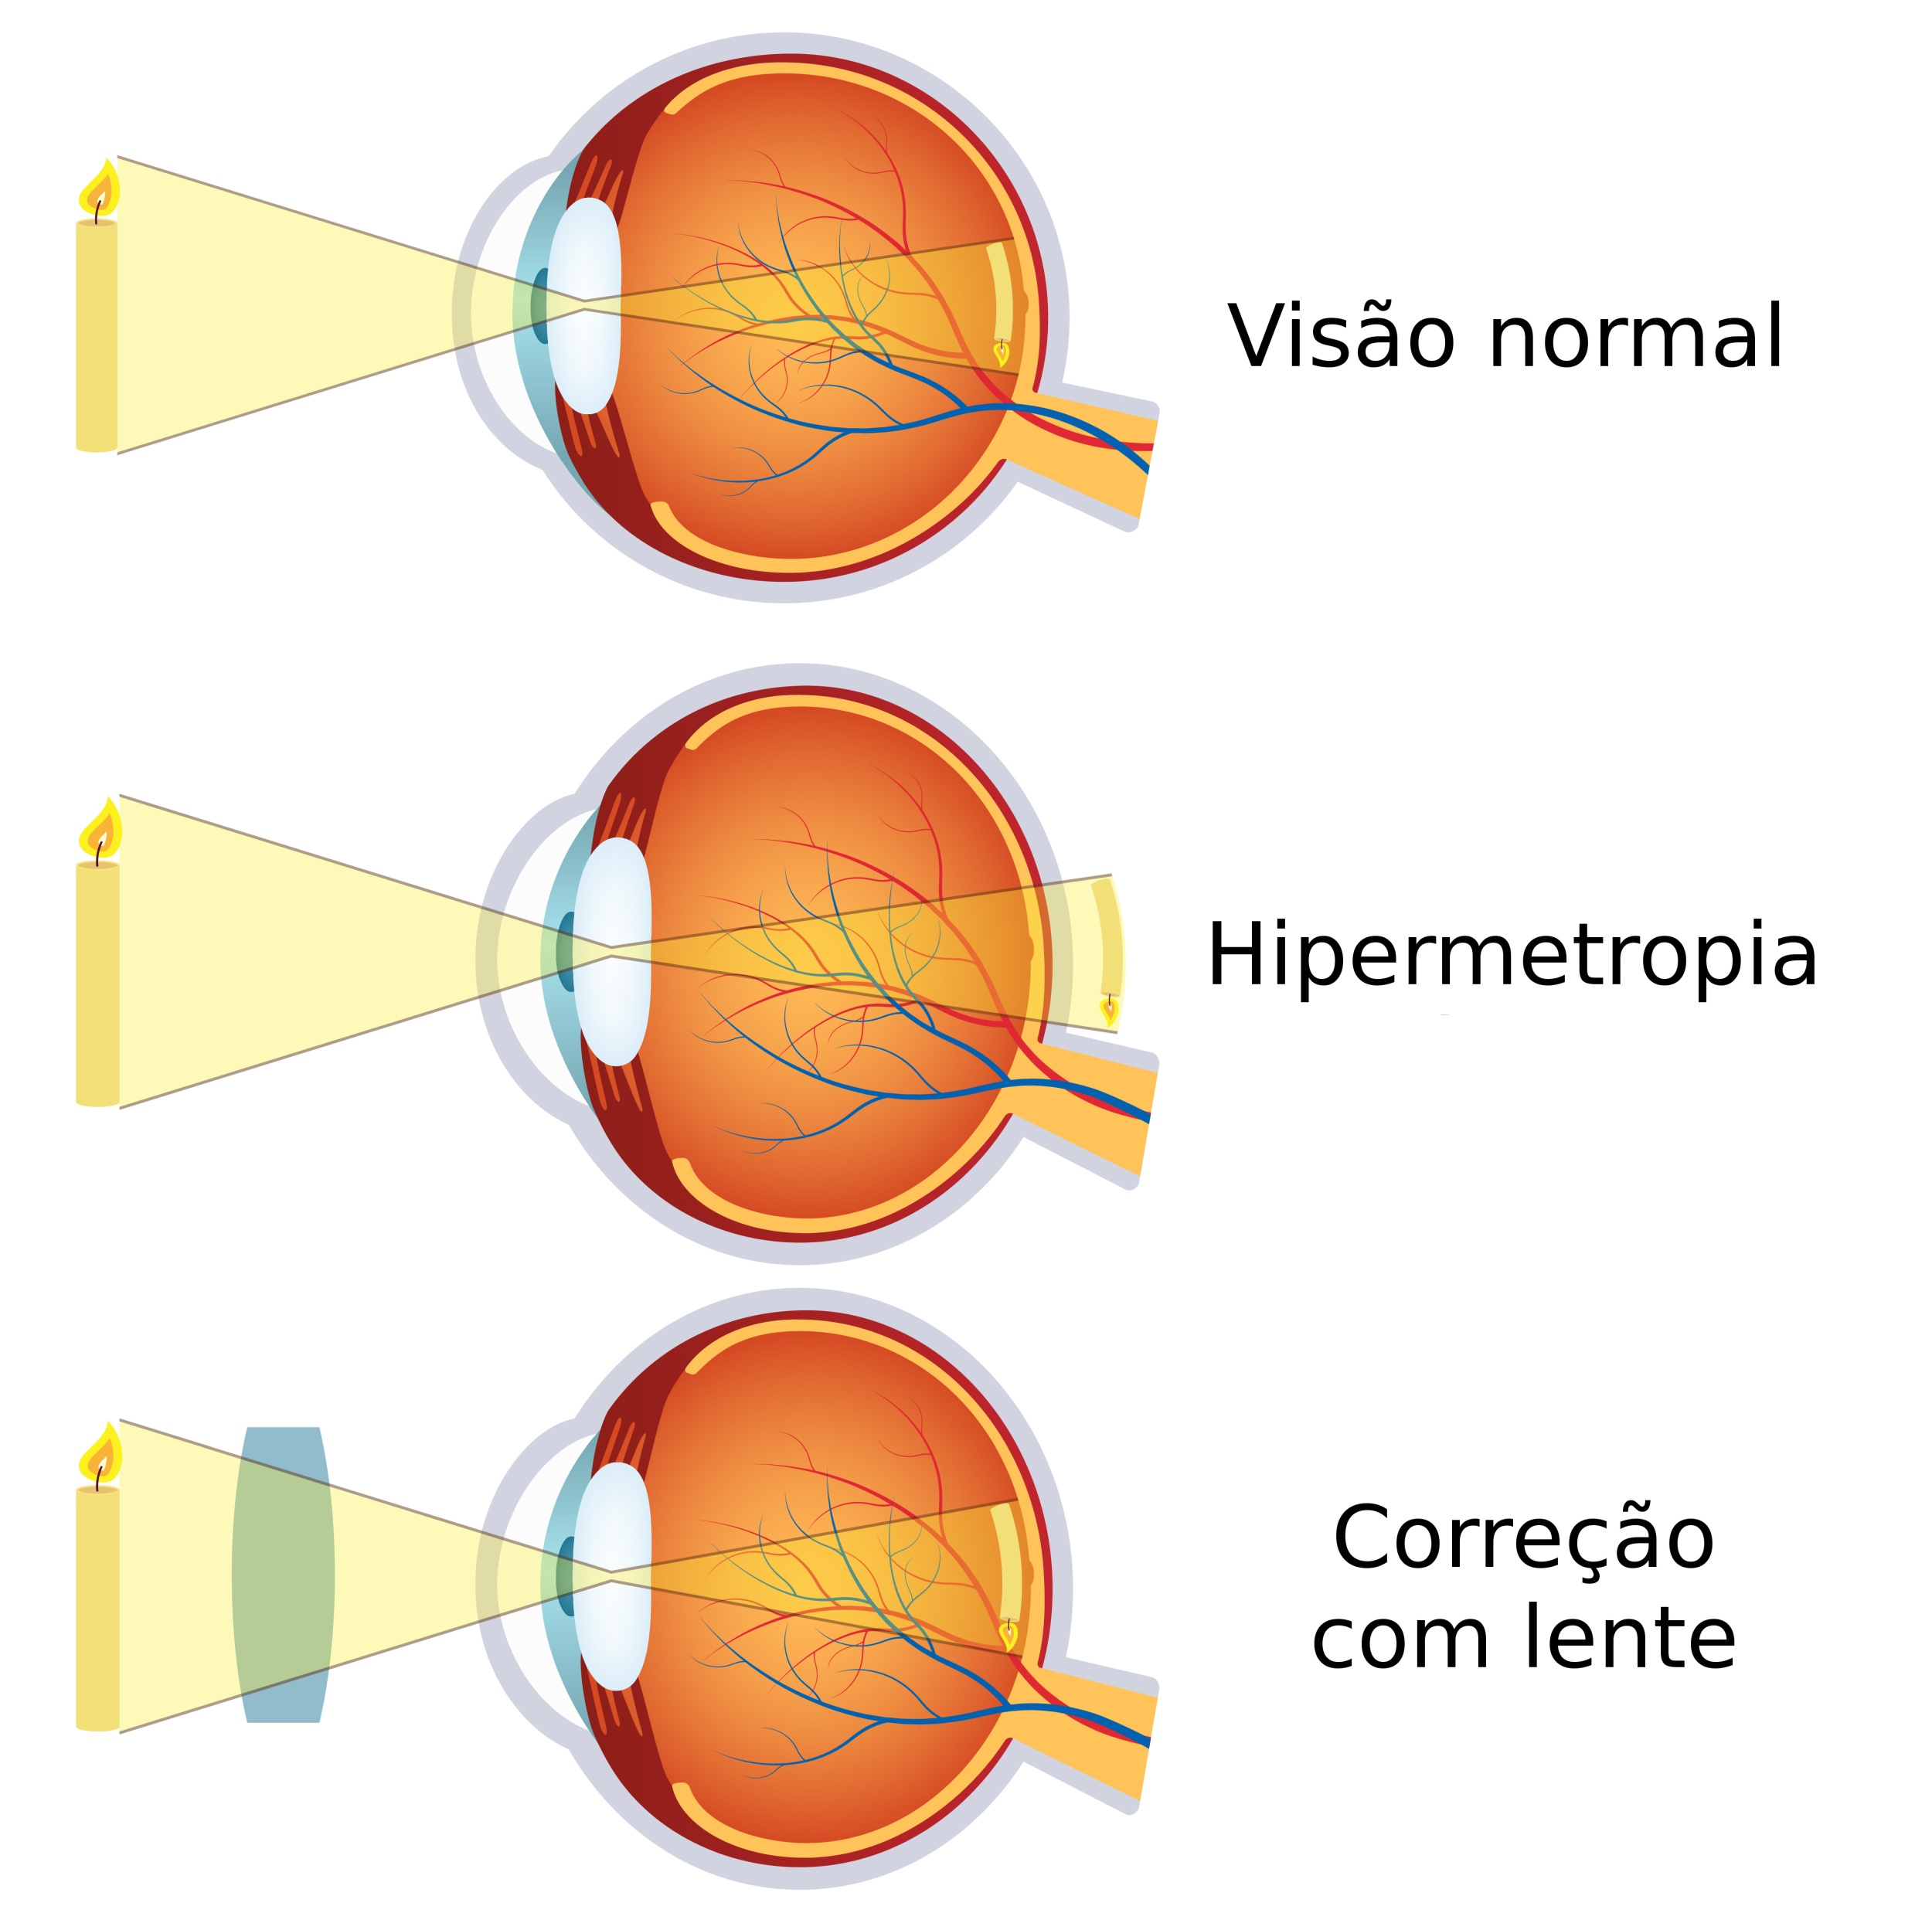 Visão normal
Hipermetropia
Correção
com lente